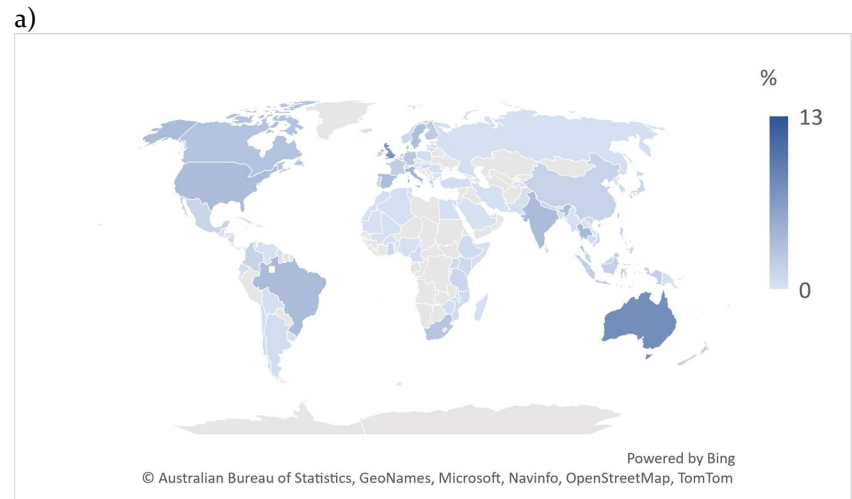 a)
%
13
0
Powered by Bing
© Australian Bureau of Statistics, GeoNames, Microsoft, Navinfo, OpenStreetMap, TomTom